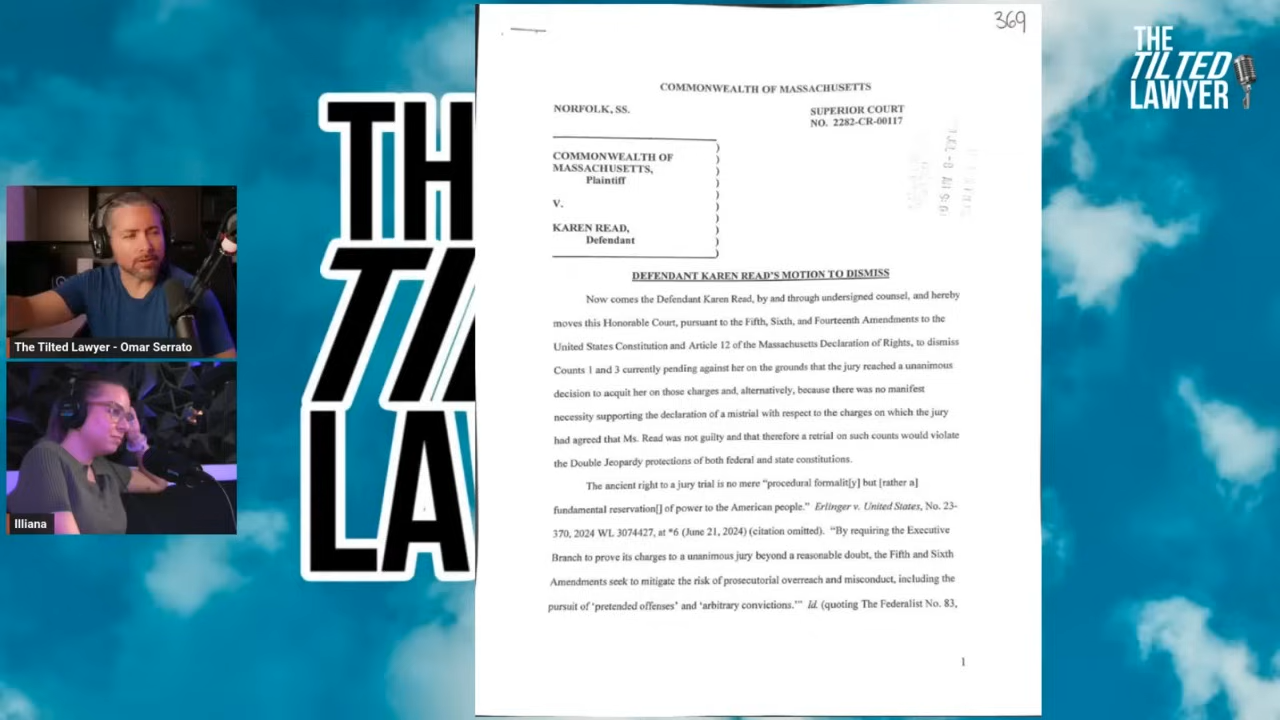 369
COMMONWEALTH OF MASSACHUSETTS
NORFOLK, SS.
SUPERIOR COURT
NO. 2282-CR-00117
COMMONWEALTH OF
MASSACHUSETTS,
Plaintiff
V.
KAREN READ,
Defendant
DEFENDANT KAREN READ'S MOTION TO DISMISS
Now comes the Defendant Karen Read, by and through undersigned counsel, and hereby
moves this Honorable Court, pursuant to the Fifth, Sixth, and Fourteenth Amendments to the
United States Constitution and Article 12 of the Massachusetts Declaration of Rights, to dismiss
Counts 1 and 3 currently pending against her on the grounds that the jury reached a unanimous
decision to acquit her on those charges and, alternatively, because there was no manifest
necessity supporting the declaration of a mistrial with respect to the charges on which the jury
had agreed that Ms. Read was not guilty and that therefore a retrial on such counts would violate
the Double Jeopardy protections of both federal and state constitutions.
The ancient right to a jury trial is no mere "procedural formalit[y] but [rather a]
fundamental reservation[] of power to the American people." Erlinger v. United States, No. 23-
370, 2024 WL 3074427, at *6 (June 21, 2024) (citation omitted). "By requiring the Executive
Branch to prove its charges to a unanimous jury beyond a reasonable doubt, the Fifth and Sixth
Amendments seek to mitigate the risk of prosecutorial overreach and misconduct, including the
pursuit of 'pretended offenses' and 'arbitrary convictions.'" Id. (quoting The Federalist No. 83,
1
THE
TILTED
LAWYER
TH
TI
LA
The Tilted Lawyer - Omar Serrato
Illiana